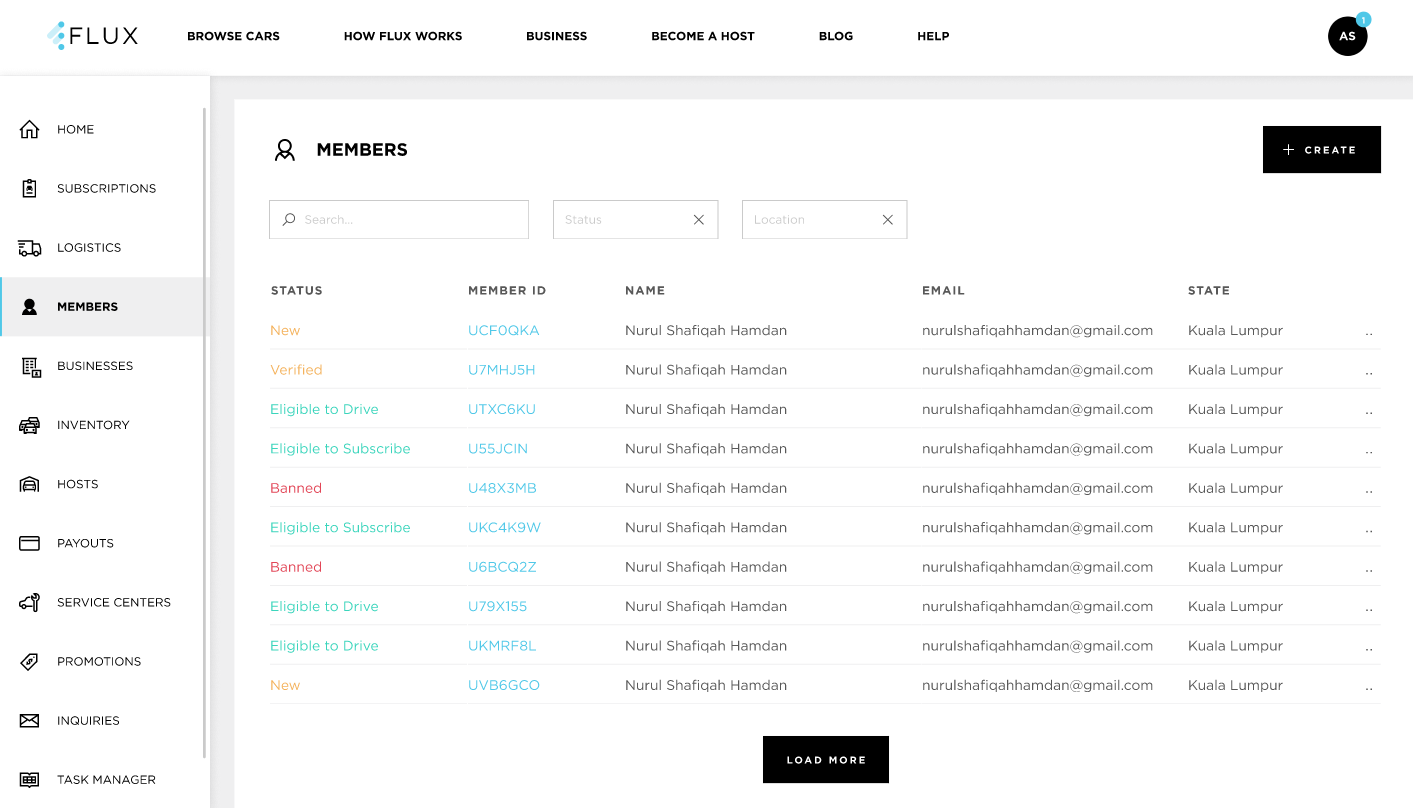 FLUX BROWSE CARS HOW FLUX WORKS BUSINESS BECOME A HOST BLOG HELP AS 1
HOME
SUBSCRIPTIONS
LOGISTICS
MEMBERS
BUSINESSES
INVENTORY
HOSTS
PAYOUTS
SERVICE CENTERS
PROMOTIONS
INQUIRIES
TASK MANAGER
MEMBERS + CREATE
Search... Status Location
STATUS MEMBER ID NAME EMAIL STATE
New UCF0QKA Nurul Shafiqah Hamdan nurulshafiqahhamdan@gmail.com Kuala Lumpur ..
Verified U7MHJ5H Nurul Shafiqah Hamdan nurulshafiqahhamdan@gmail.com Kuala Lumpur ..
Eligible to Drive UTXC6KU Nurul Shafiqah Hamdan nurulshafiqahhamdan@gmail.com Kuala Lumpur ..
Eligible to Subscribe U55JCIN Nurul Shafiqah Hamdan nurulshafiqahhamdan@gmail.com Kuala Lumpur ..
Banned U48X3MB Nurul Shafiqah Hamdan nurulshafiqahhamdan@gmail.com Kuala Lumpur ..
Eligible to Subscribe UKC4K9W Nurul Shafiqah Hamdan nurulshafiqahhamdan@gmail.com Kuala Lumpur ..
Banned U6BCQ2Z Nurul Shafiqah Hamdan nurulshafiqahhamdan@gmail.com Kuala Lumpur ..
Eligible to Drive U79X155 Nurul Shafiqah Hamdan nurulshafiqahhamdan@gmail.com Kuala Lumpur ..
Eligible to Drive UKMRF8L Nurul Shafiqah Hamdan nurulshafiqahhamdan@gmail.com Kuala Lumpur ..
New UVB6GCO Nurul Shafiqah Hamdan nurulshafiqahhamdan@gmail.com Kuala Lumpur ..
LOAD MORE